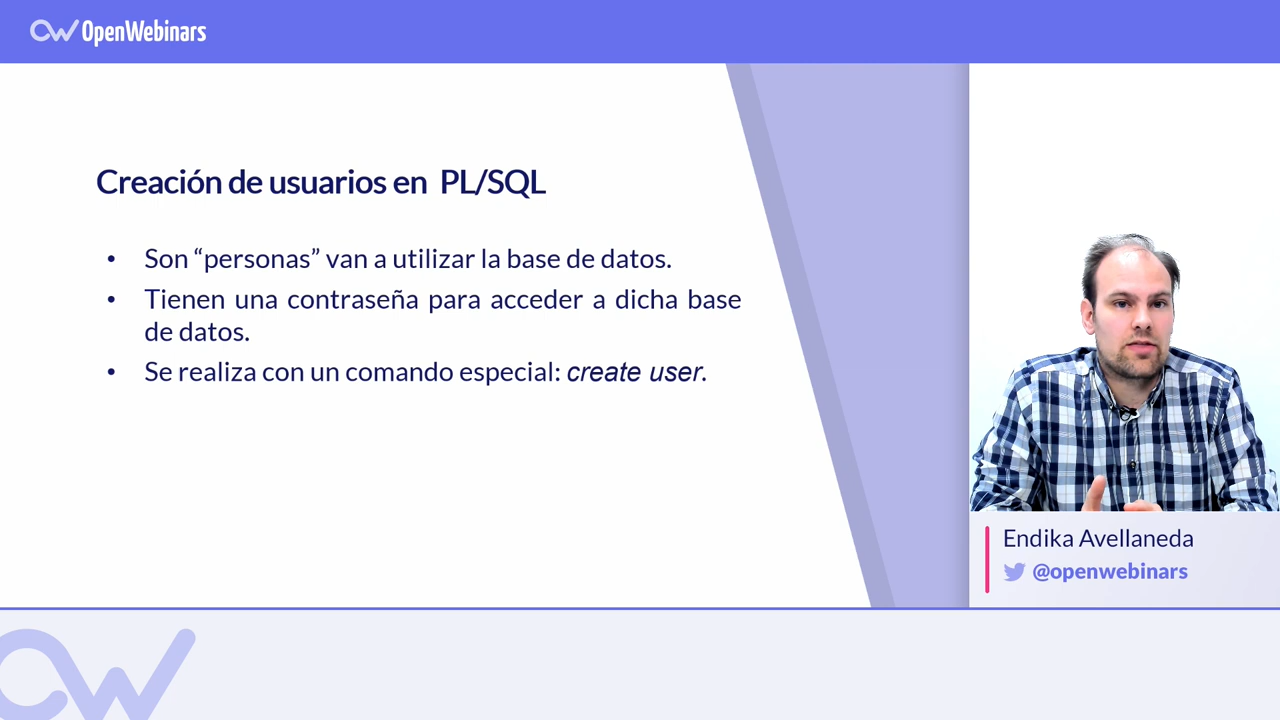 OpenWebinars
Creación de usuarios en PL/SQL
• Son “personas” van a utilizar la base de datos.
• Tienen una contraseña para acceder a dicha base
de datos.
• Se realiza con un comando especial: create user.
Endika Avellaneda
@openwebinars